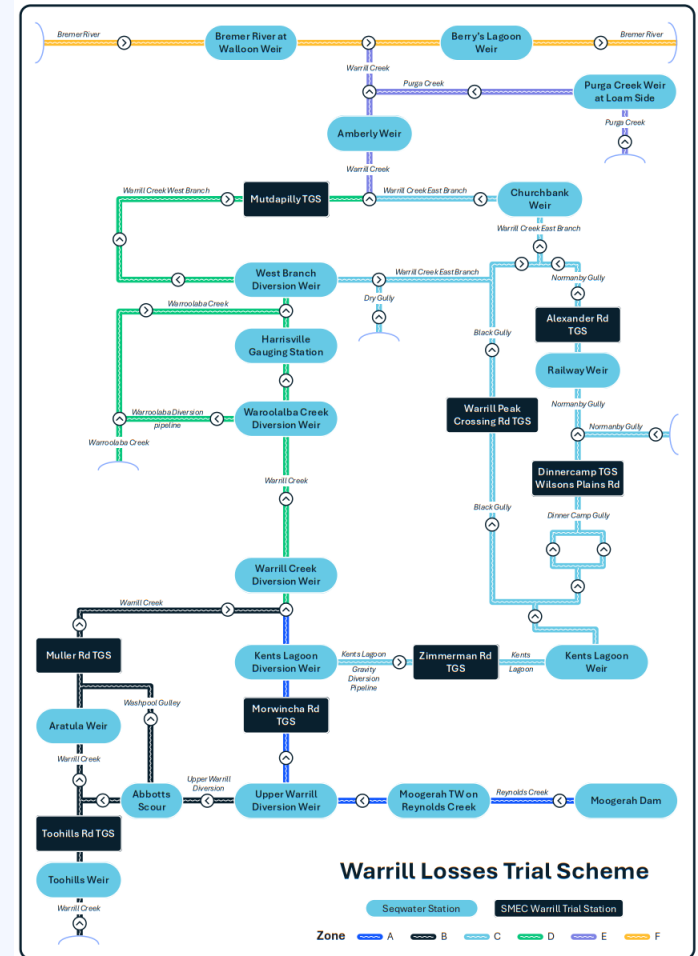 Bremer River
Bremer River at
Walloon Weir
Berry's Lagoon
Weir
Bremer River
Warrill Creek
Purga Creek
Purga Creek Weir
at Loam Side
Purga Creek
Amberly Weir
Warrill Creek
Warrill Creek West Branch
Mutdapilly TGS
Warrill Creek East Branch
Churchbank
Weir
Warrill Creek East Branch
West Branch
Diversion Weir
Warrill Creek East Branch
Normanby Gully
Dry Gully
Warroolaba Creek
Alexander Rd
TGS
Harrisville
Gauging Station
Black Gully
Railway Weir
Warroolaba Diversion
pipeline
Waroolalba Creek
Diversion Weir
Warrill Peak
Crossing Rd TGS
Normanby Gully
Normanby Gully
Warroolaba Creek
Dinnercamp TGS
Wilsons Plains Rd
Warrill Creek
Black Gully
Dinner Camp Gully
Warrill Creek
Diversion Weir
Warrill Creek
Muller Rd TGS
Kents Lagoon
Diversion Weir
Kents Lagoon
Gravity
Diversion
Pipeline
Zimmerman Rd
TGS
Kents
Lagoon
Kents Lagoon
Weir
Washpool Gulley
Morwincha Rd
TGS
Aratula Weir
Warrill Creek
Upper Warrill
Diversion
Abbotts
Scour
Upper Warrill
Diversion Weir
Moogerah TW on
Reynolds Creek
Reynolds Creek
Moogerah Dam
Toohills Rd TGS
Toohills Weir
Warrill Creek
Warrill Losses Trial Scheme
Seqwater Station
SMEC Warrill Trial Station
Zone A B C D E F